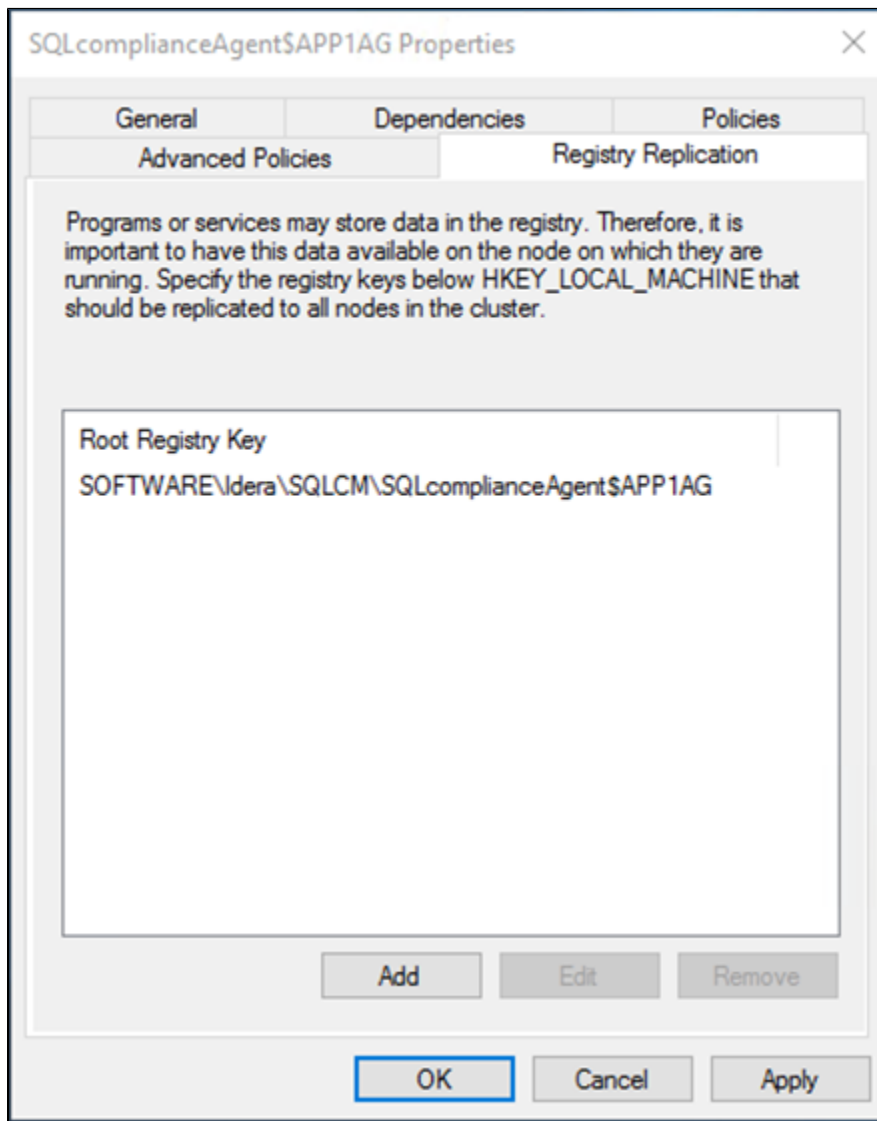 SQLcomplianceAgent$APP1AG Properties
General
Dependencies
Policies
Advanced Policies
Registry Replication
Programs or services may store data in the registry. Therefore, it is
important to have this data available on the node on which they are
running. Specify the registry keys below HKEY_LOCAL_MACHINE that
should be replicated to all nodes in the cluster.
Root Registry Key
SOFTWARE\Idera\SQLCM\SQLcomplianceAgent$APP1AG
Add
Edit
Remove
OK
Cancel
Apply